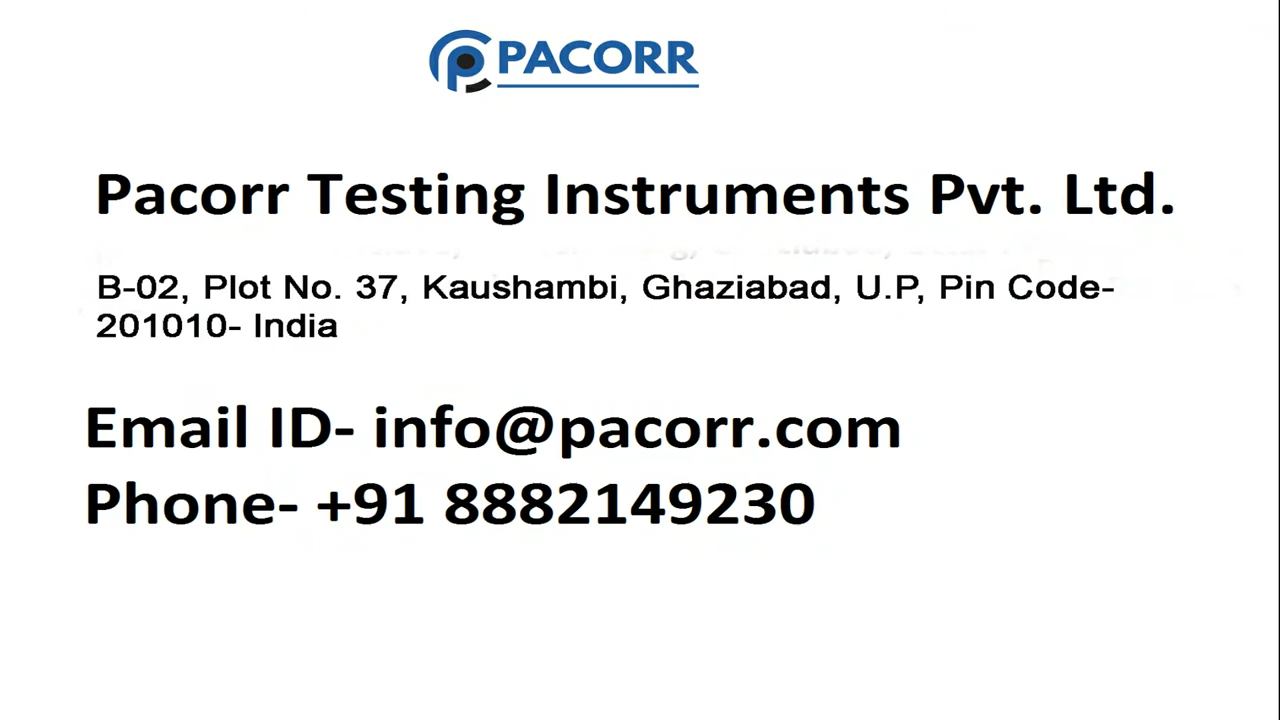 PACORR
Pacorr Testing Instruments Pvt. Ltd.
B-02, Plot No. 37, Kaushambi, Ghaziabad, U.P, Pin Code-
201010- India
Email ID- info@pacorr.com
Phone- +91 8882149230